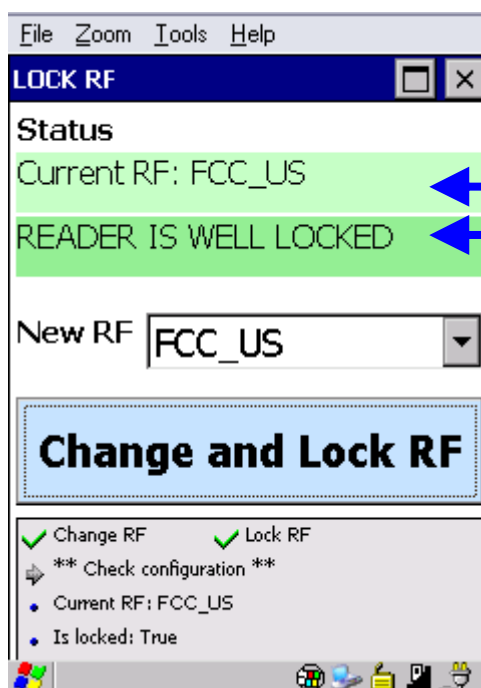 File Zoom Tools Help
LOCK RF
Status
Current RF: FCC_US
READER IS WELL LOCKED
New RF FCC_US
Change and Lock RF
Change RF Lock RF
** Check configuration **
Current RF: FCC_US
Is locked: True